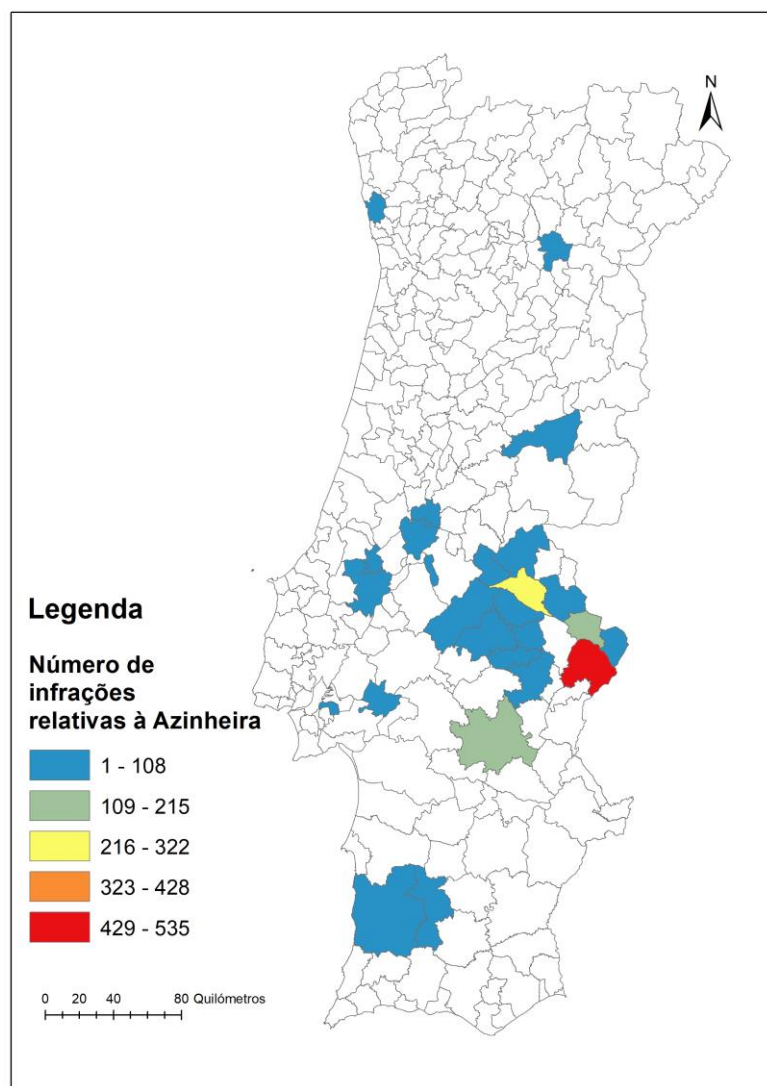 N
Legenda
Número de
infrações
relativas à Azinheira
1 - 108
109 - 215
216 - 322
323 - 428
429 - 535
0 20 40 80 Quilómetros